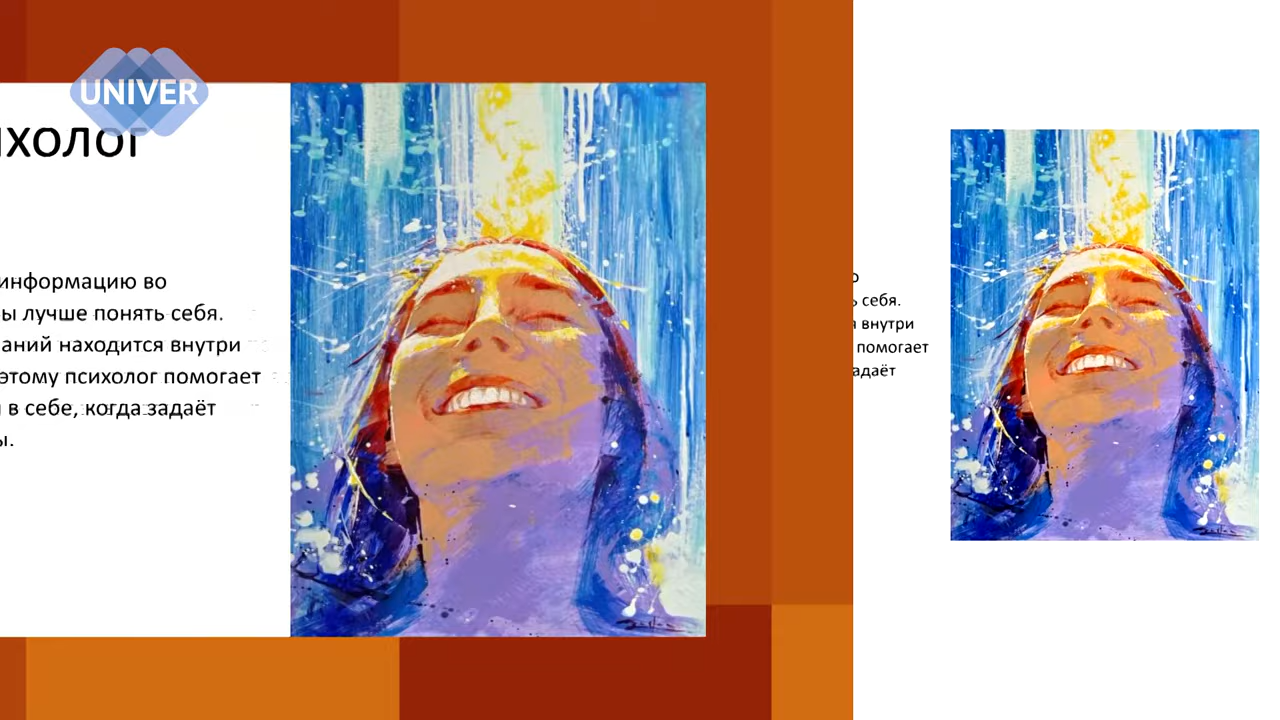 UNIVER
ихолог
информацию во
ы лучше понять себя.
аний находится внутри
этому психолог помогает
в себе, когда задаёт
ы.
о
ь себя.
внутри
помогает
адаёт